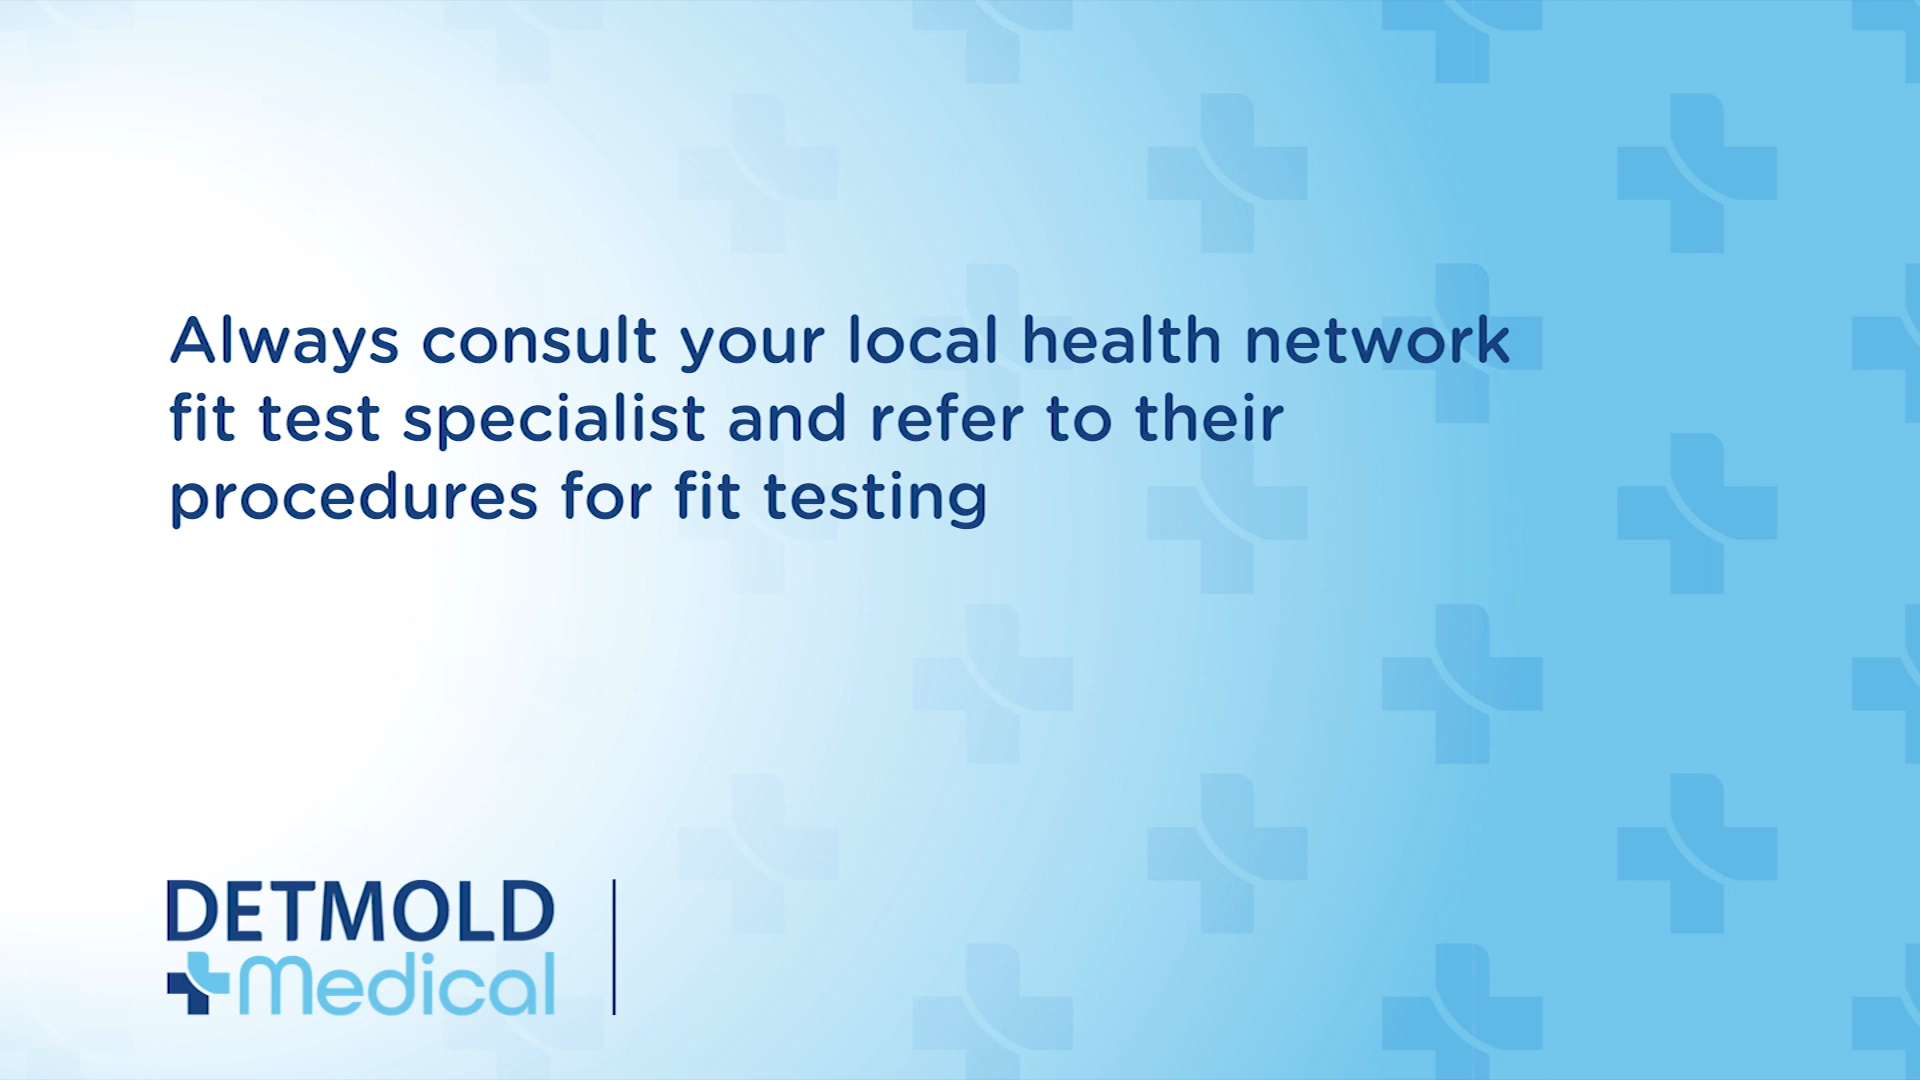 Always consult your local health network
fit test specialist and refer to their
procedures for fit testing
DETMOLD
Medical